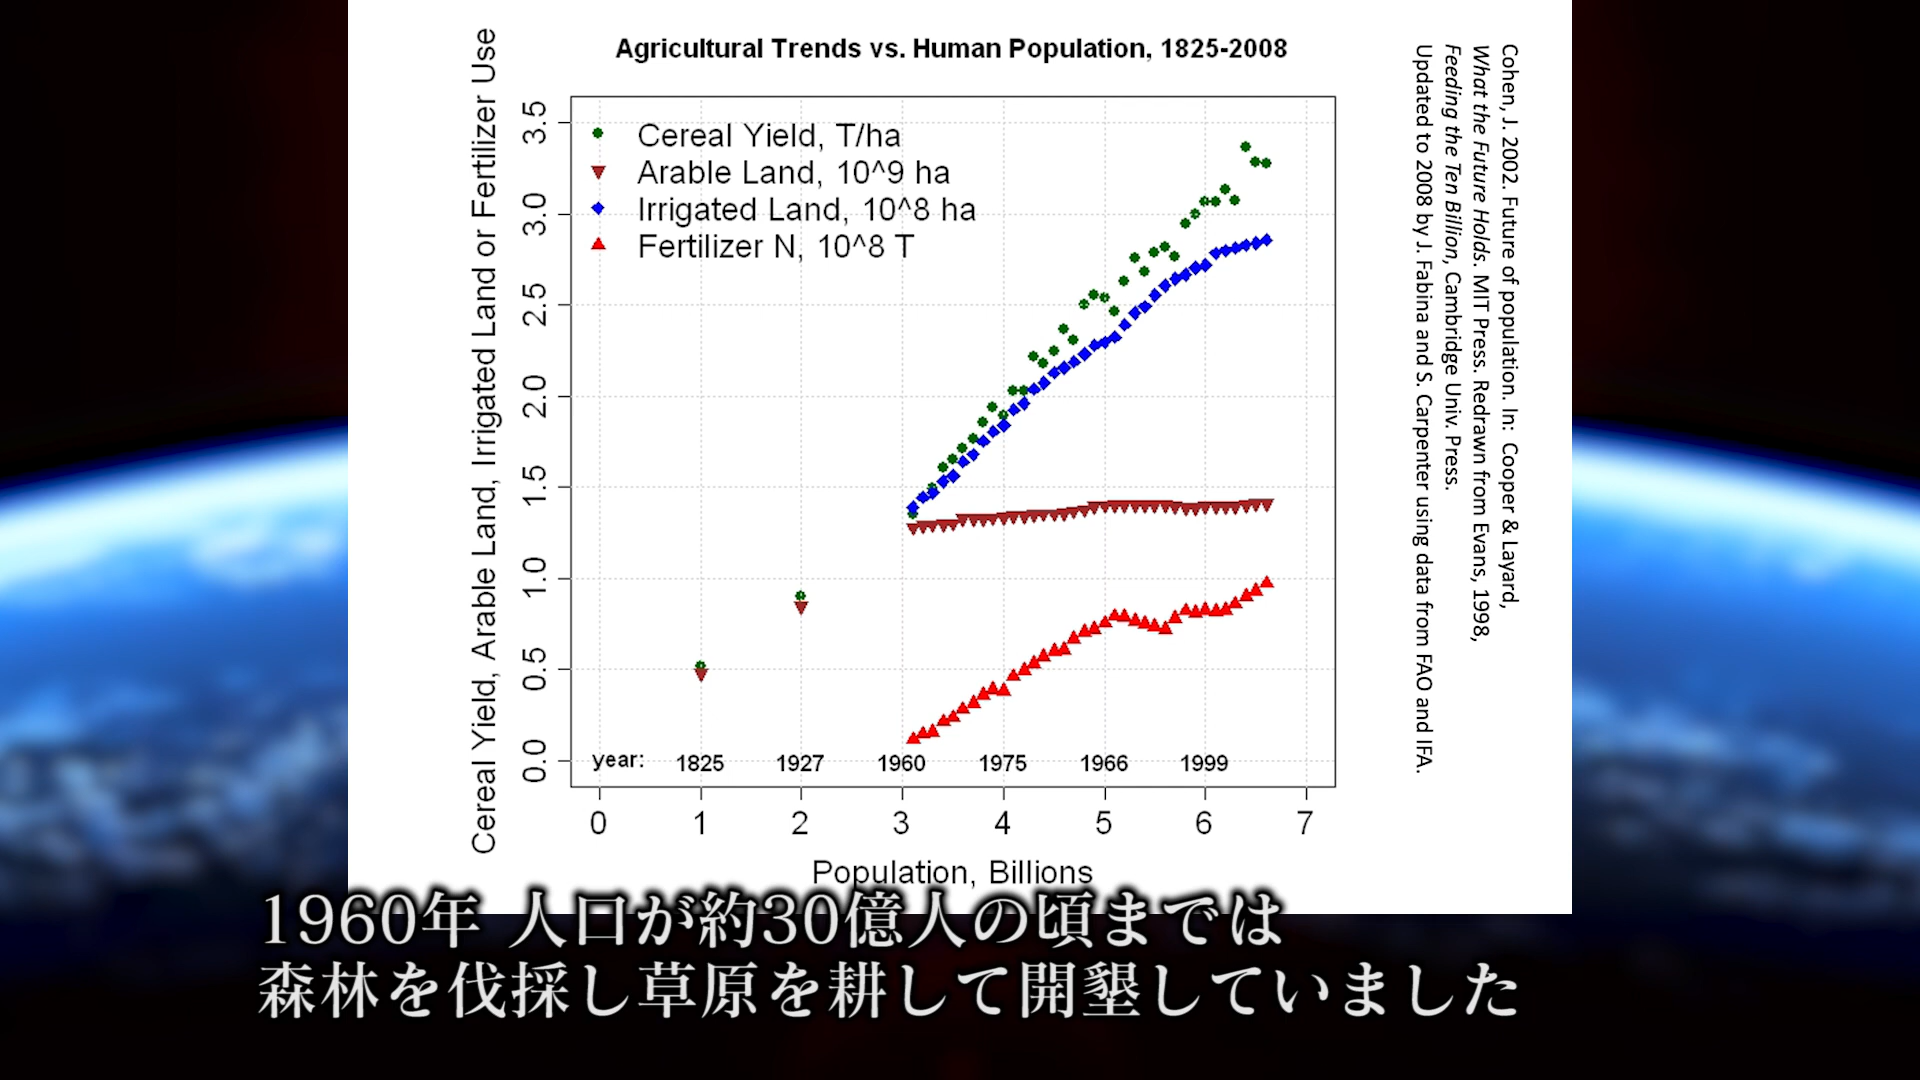 Agricultural Trends vs. Human Population, 1825-2008
Cereal Yield, Arable Land, Irrigated Land or Fertilizer Use
3.5
3.0
2.5
2.0
1.5
1.0
0.5
0.0
Cereal Yield, T/ha
Arable Land, 10^9 ha
Irrigated Land, 10^8 ha
Fertilizer N, 10^8 T
year: 1825 1927 1960 1975 1966 1999
0 1 2 3 4 5 6 7
Population, Billions
Cohen, J. 2002. Future of population. In: Cooper & Layard,
What the Future Holds. MIT Press. Redrawn from Evans, 1998,
Feeding the Ten Billion, Cambridge Univ. Press.
Updated to 2008 by J. Fabina and S. Carpenter using data from FAO and IFA.
1960年 人口が約30億人の頃までは
森林を伐採し草原を耕して開墾していました